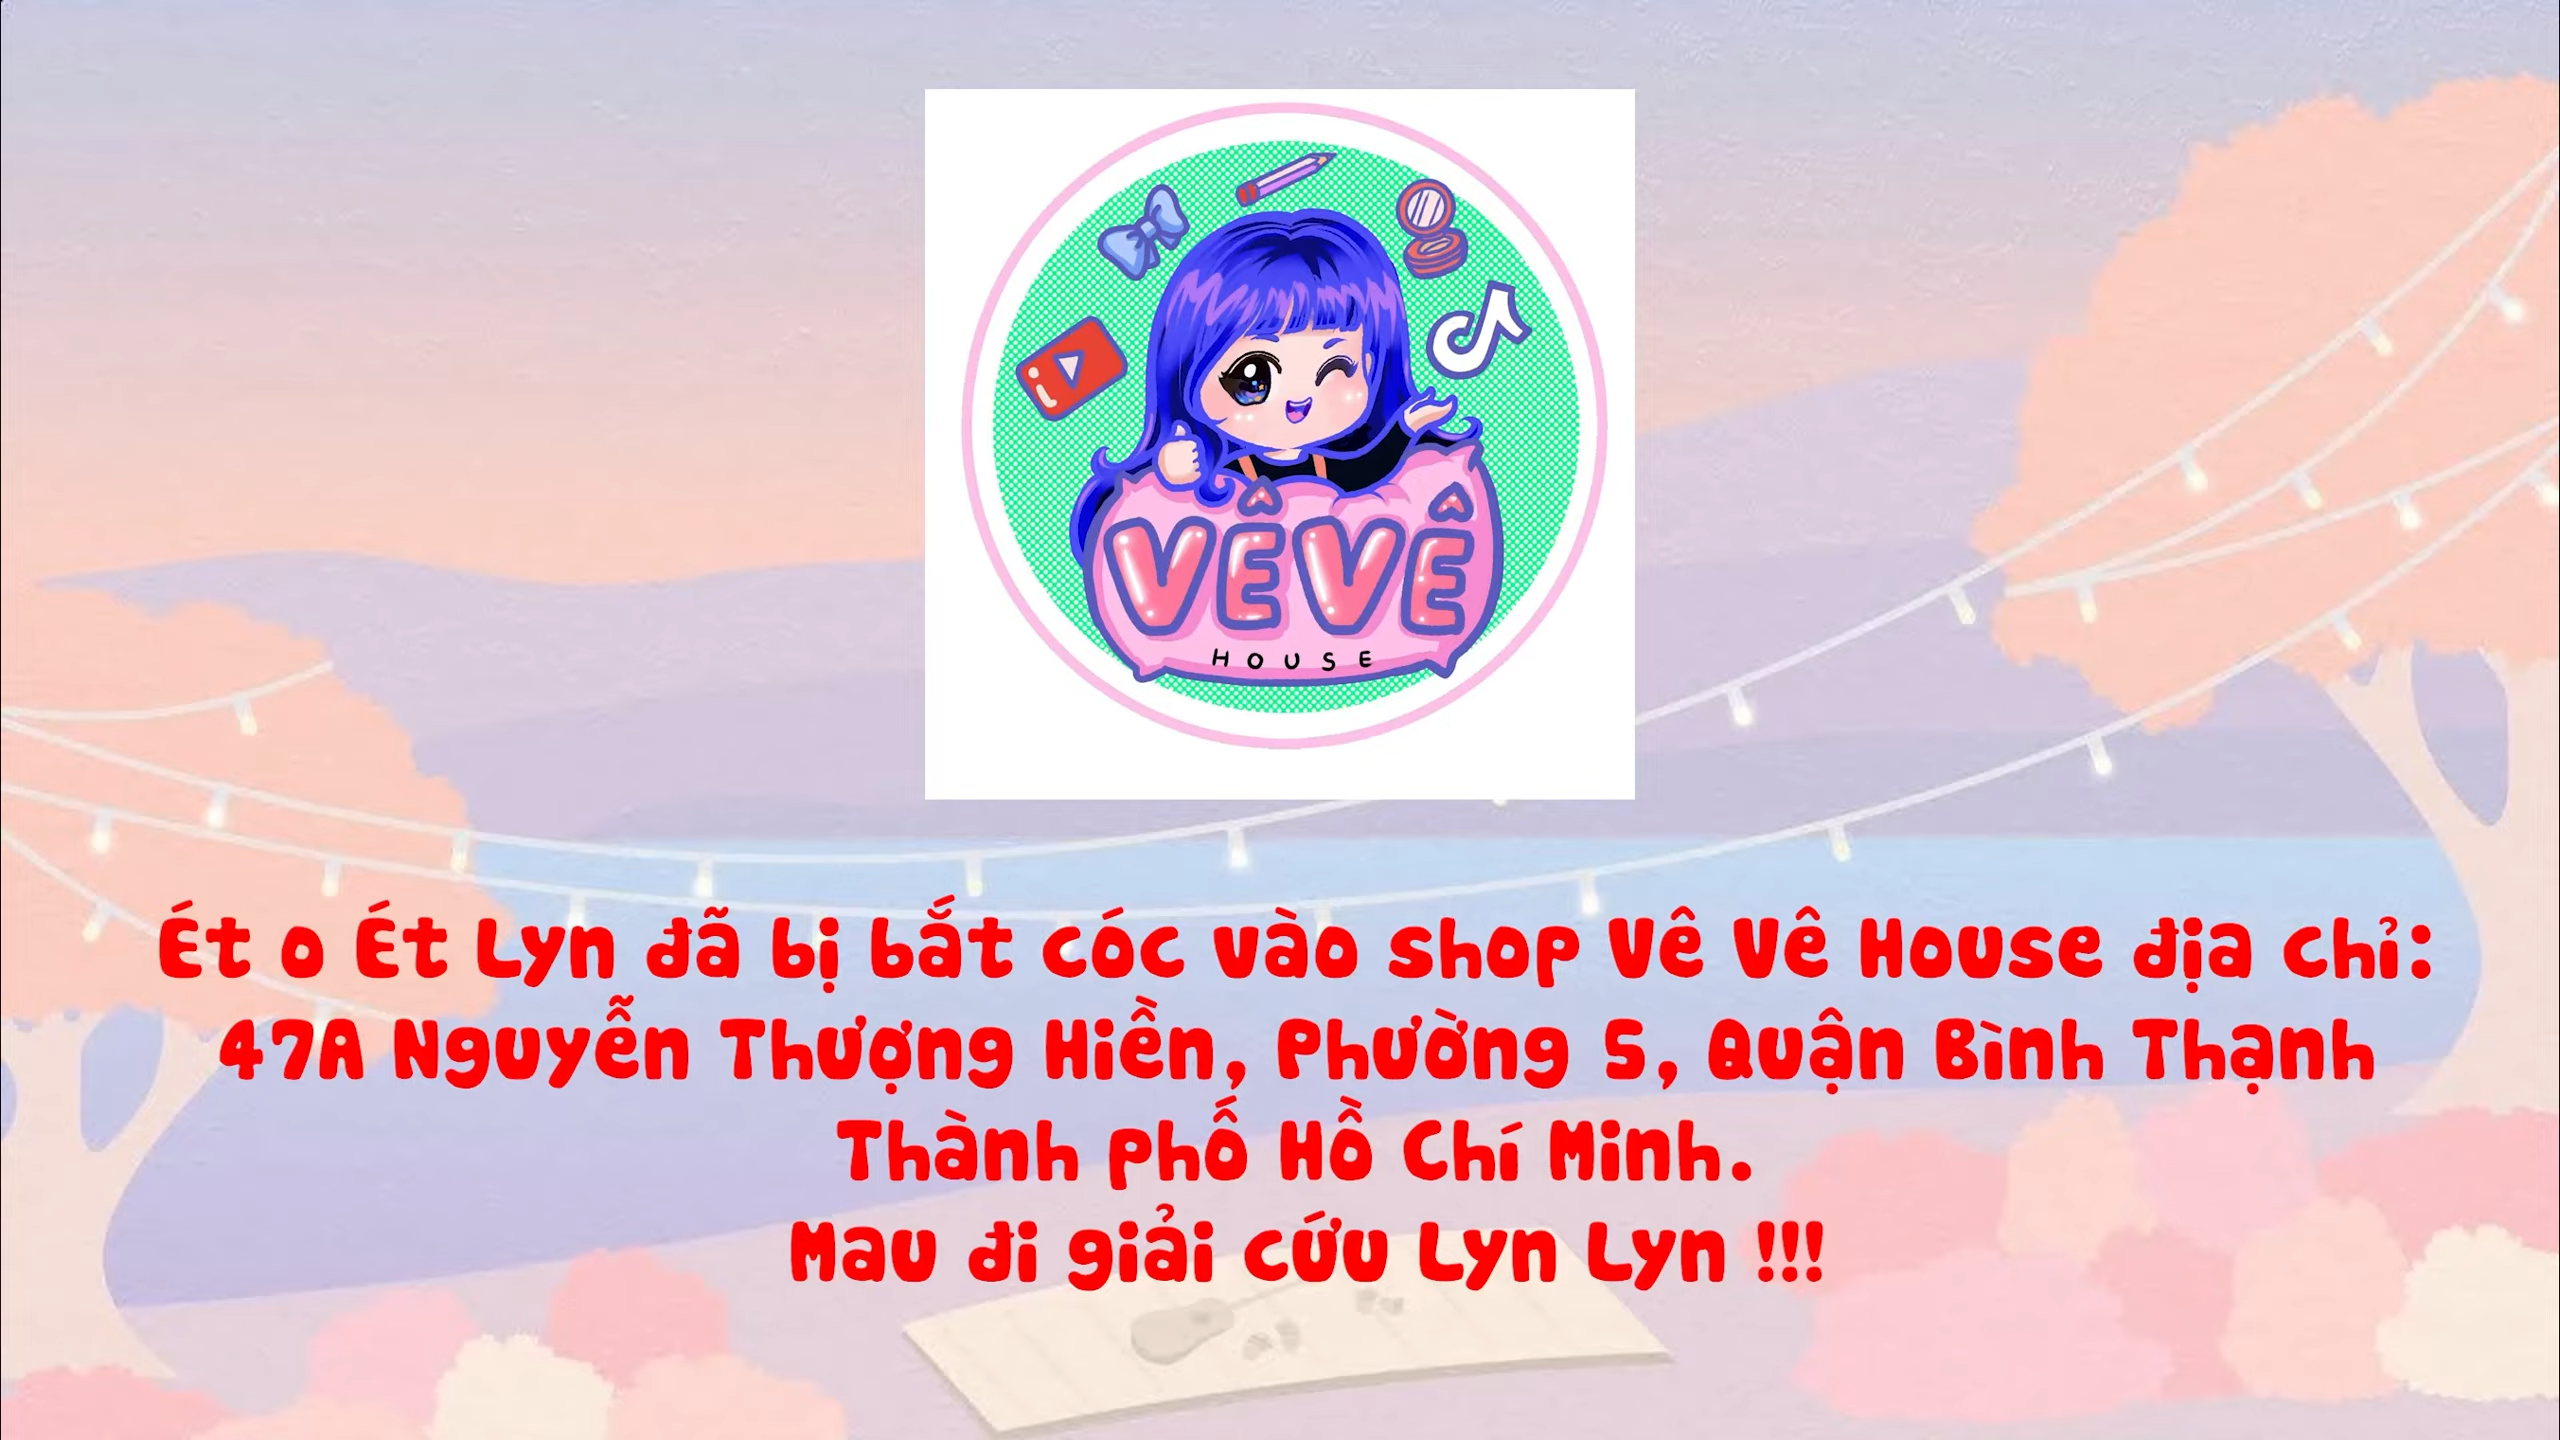 VÊVÊ
HOUSE
Ét o Ét Lyn đã bị bắt cóc vào shop Vê Vê House địa chỉ:
47A Nguyễn Thượng Hiền, Phường 5, Quận Bình Thạnh
Thành phố Hồ Chí Minh.
Mau đi giải cứu Lyn Lyn !!!